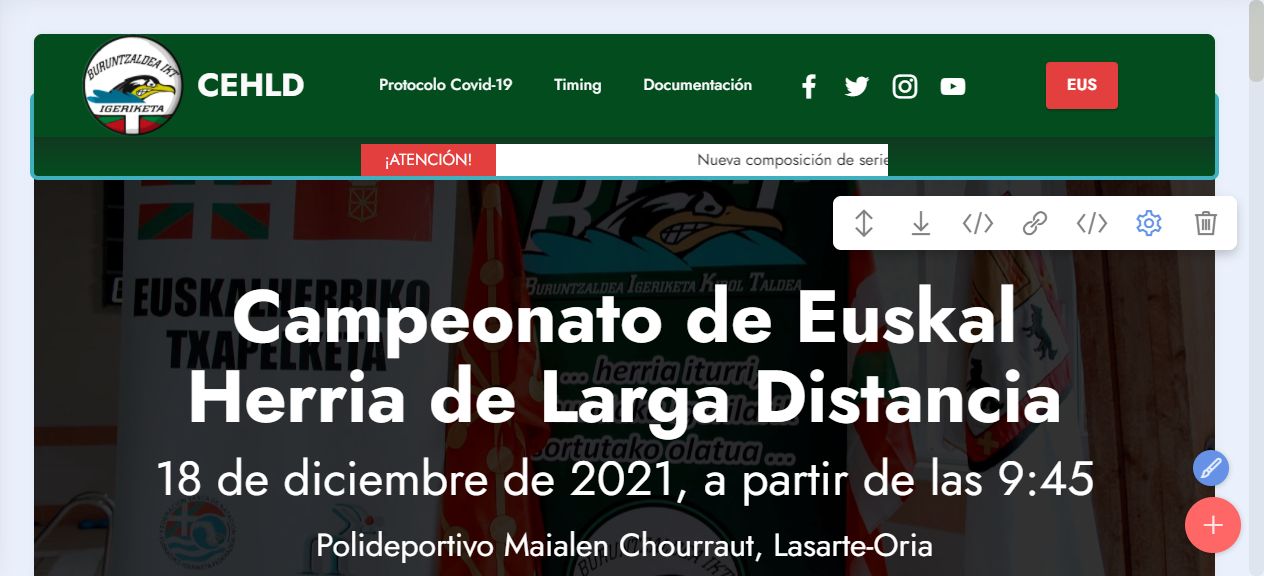 BURUNTZALDEA IKT
IGERIKETA
CEHLD
Protocolo Covid-19
Timing
Documentación
EUS
¡ATENCIÓN!
Nueva composición de serie
BURUNTZALDEA IGERIKETA KIROL TALDEA
EUSKALHERRIKO
TXAPELKETA
Campeonato de Euskal
Herria de Larga Distancia
... herria iturri,
sortutako olatua ...
18 de diciembre de 2021, a partir de las 9:45
Polideportivo Maialen Chourraut, Lasarte-Oria